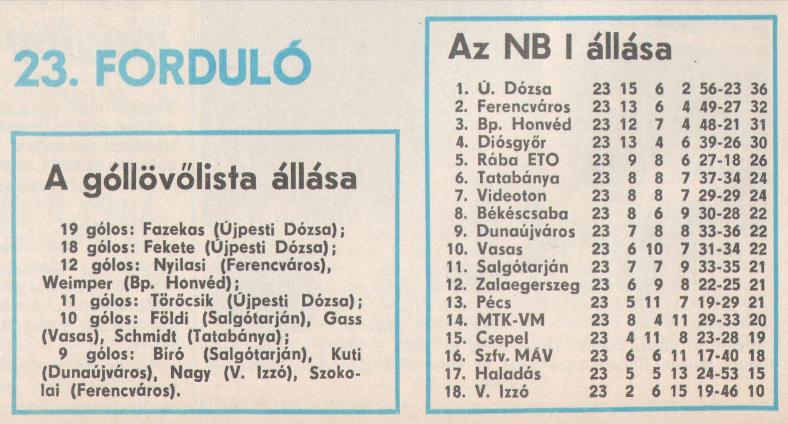 23. FORDULÓ
A góllövőlista állása
19 gólos: Fazekas (Újpesti Dózsa);
18 gólos: Fekete (Újpesti Dózsa);
12 gólos: Nyilasi (Ferencváros),
Weimper (Bp. Honvéd);
11 gólos: Törőcsik (Újpesti Dózsa);
10 gólos: Földi (Salgótarján), Gass
(Vasas), Schmidt (Tatabánya);
9 gólos: Bíró (Salgótarján), Kuti
(Dunaújváros), Nagy (V. Izzó), Szoko-
lai (Ferencváros).
Az NB I állása
1. Ú. Dózsa 23 15 6 2 56-23 36
2. Ferencváros 23 13 6 4 49-27 32
3. Bp. Honvéd 23 12 7 4 48-21 31
4. Diósgyőr 23 13 4 6 39-26 30
5. Rába ETO 23 9 8 6 27-18 26
6. Tatabánya 23 8 8 7 37-34 24
7. Videoton 23 8 8 7 29-29 24
8. Békéscsaba 23 8 6 9 30-28 22
9. Dunaújváros 23 7 8 8 33-36 22
10. Vasas 23 6 10 7 31-34 22
11. Salgótarján 23 7 7 9 33-35 21
12. Zalaegerszeg 23 6 9 8 22-25 21
13. Pécs 23 5 11 7 19-29 21
14. MTK-VM 23 8 4 11 29-33 20
15. Csepel 23 4 11 8 23-28 19
16. Szfv. MÁV 23 6 6 11 17-40 18
17. Haladás 23 5 5 13 24-53 15
18. V. Izzó 23 2 6 15 19-46 10